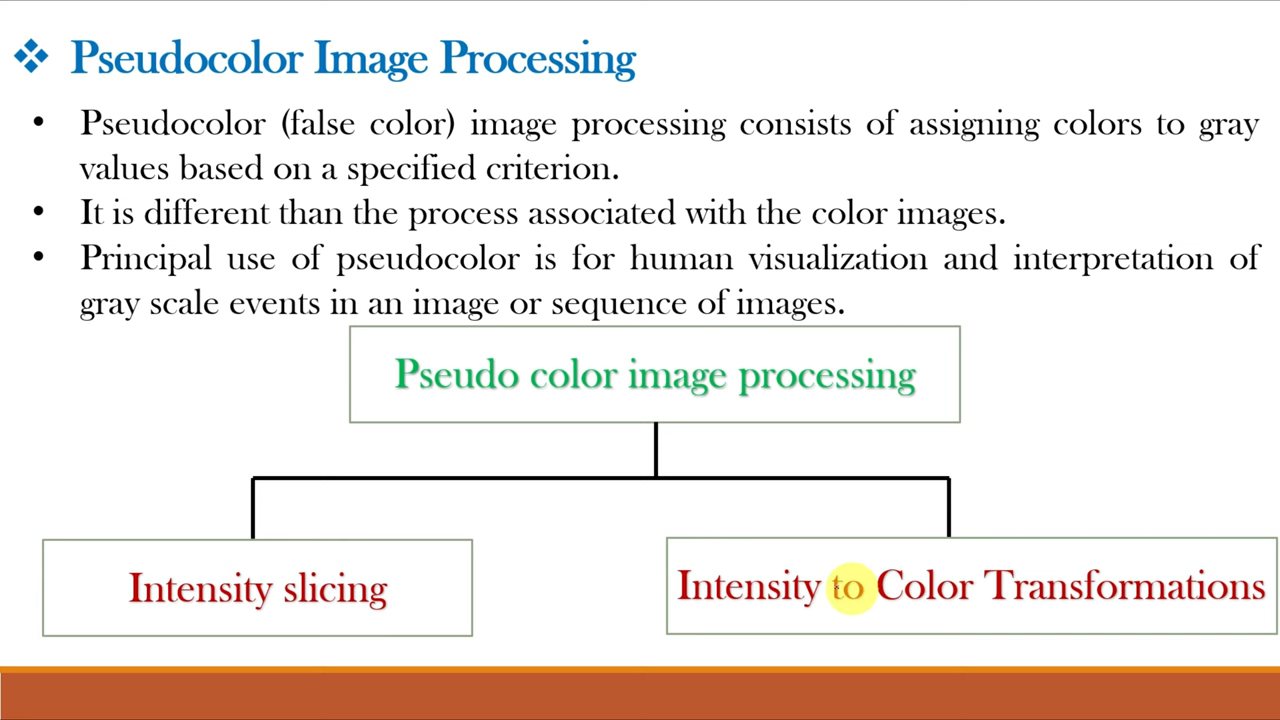 Pseudocolor Image Processing
• Pseudocolor (false color) image processing consists of assigning colors to gray
values based on a specified criterion.
• It is different than the process associated with the color images.
• Principal use of pseudocolor is for human visualization and interpretation of
gray scale events in an image or sequence of images.
Pseudo color image processing
Intensity slicing
Intensity to Color Transformations